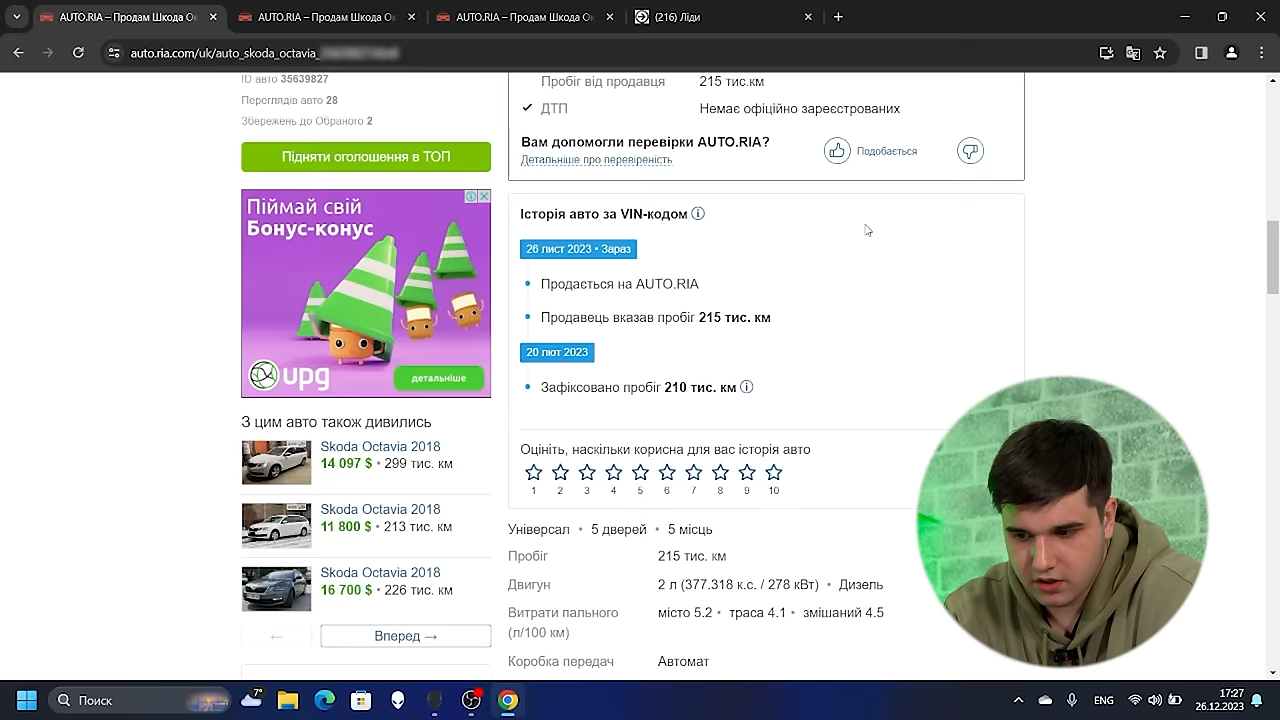 AUTO.RIA – Продам Шкода Ок
AUTO.RIA – Продам Шкода Ок
AUTO.RIA – Продам Шкода Ок
(216) Ліди
auto.ria.com/uk/auto_skoda_octavia_
ID авто 35639827
Переглядів авто 28
Збережень до Обраного 2
Підняти оголошення в ТОП
Піймай свій
Бонус-конус
upg
детальніше
З цим авто також дивились
Skoda Octavia 2018
14 097 $ • 299 тис. км
Skoda Octavia 2018
11 800 $ • 213 тис. км
Skoda Octavia 2018
16 700 $ • 226 тис. км
←
Вперед →
Пробіг від продавця 215 тис.км
ДТП Немає офіційно зареєстрованих
Вам допомогли перевірки AUTO.RIA?
Детальніше про перевіреність
Подобається
Історія авто за VIN-кодом
26 лист 2023 • Зараз
Продається на AUTO.RIA
Продавець вказав пробіг 215 тис. км
20 лют 2023
Зафіксовано пробіг 210 тис. км
Оцініть, наскільки корисна для вас історія авто
1 2 3 4 5 6 7 8 9 10
Універсал • 5 дверей • 5 місць
Пробіг 215 тис. км
Двигун 2 л (377.318 к.с. / 278 кВт) • Дизель
Витрати пального місто 5.2 • траса 4.1 • змішаний 4.5
(л/100 км)
Коробка передач Автомат
Поиск
7°
ENG
17:27
26.12.2023